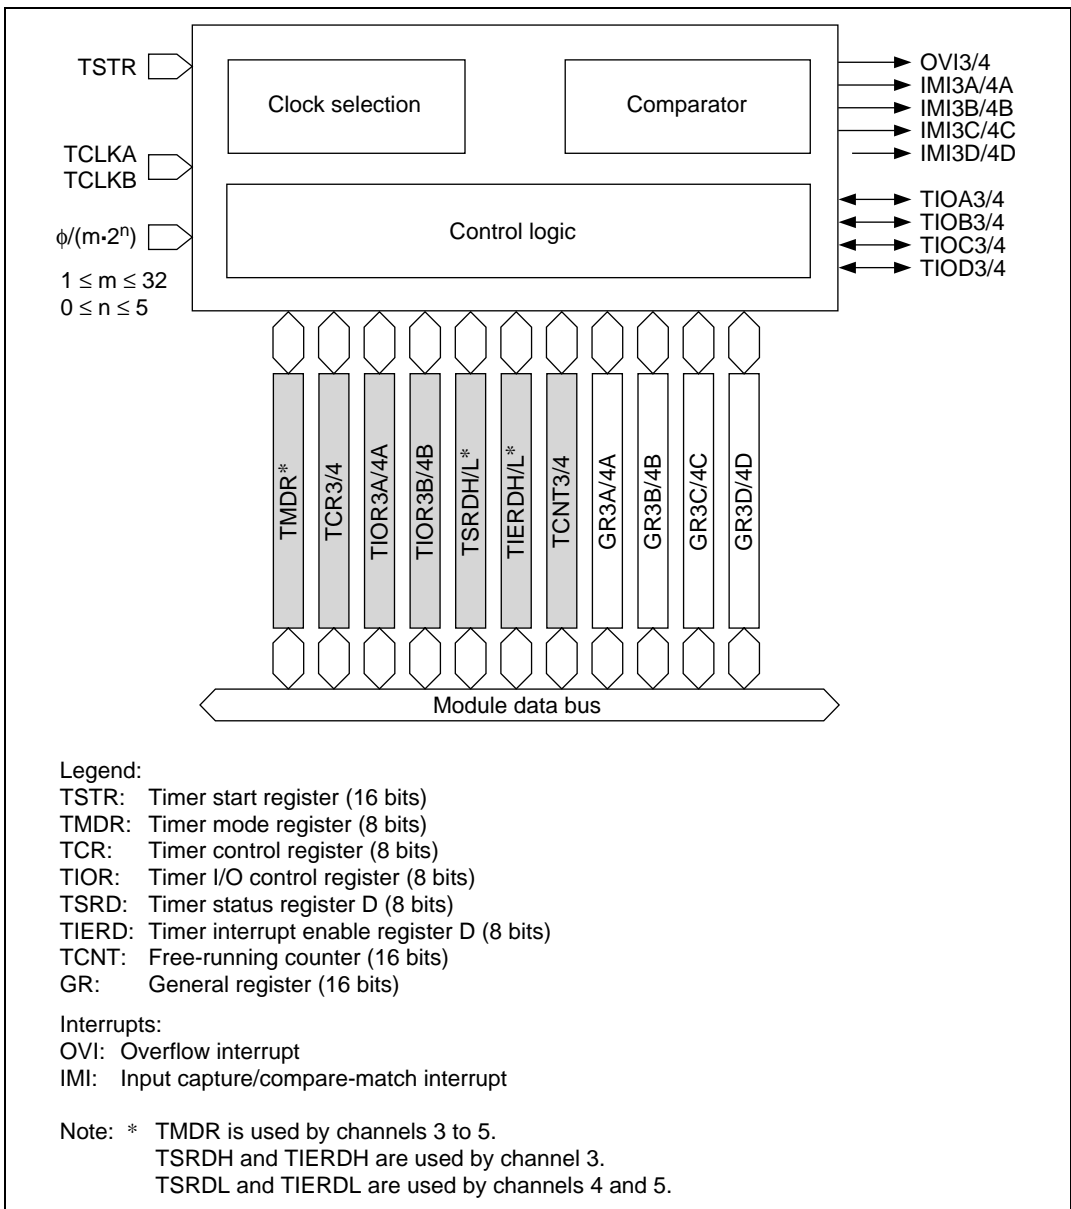 TSTR
Clock selection
Comparator
OVI3/4
IMI3A/4A
IMI3B/4B
IMI3C/4C
IMI3D/4D
TCLKA
TCLKB
TIOA3/4
TIOB3/4
TIOC3/4
TIOD3/4
Control logic
ϕ/(m·2ⁿ)
1 ≤ m ≤ 32
0 ≤ n ≤ 5
TMDR*
TCR3/4
TIOR3A/4A
TIOR3B/4B
TSRDH/L*
TIERDH/L*
TCNT3/4
GR3A/4A
GR3B/4B
GR3C/4C
GR3D/4D
Module data bus
Legend:
TSTR: Timer start register (16 bits)
TMDR: Timer mode register (8 bits)
TCR: Timer control register (8 bits)
TIOR: Timer I/O control register (8 bits)
TSRD: Timer status register D (8 bits)
TIERD: Timer interrupt enable register D (8 bits)
TCNT: Free-running counter (16 bits)
GR: General register (16 bits)
Interrupts:
OVI: Overflow interrupt
IMI: Input capture/compare-match interrupt
Note: * TMDR is used by channels 3 to 5.
TSRDH and TIERDH are used by channel 3.
TSRDL and TIERDL are used by channels 4 and 5.